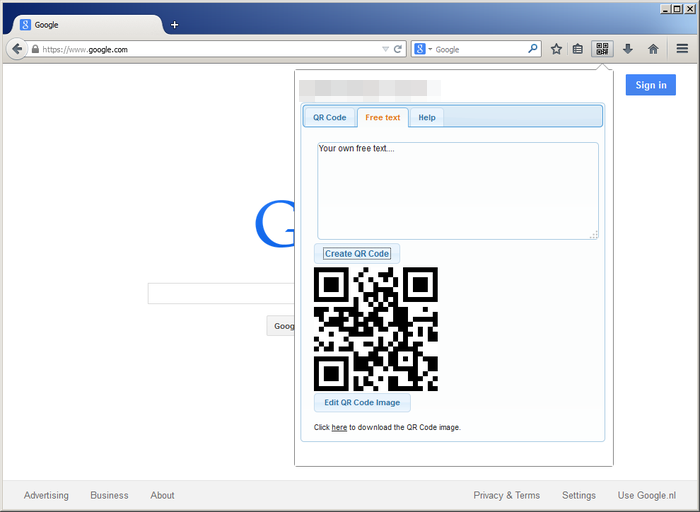 Google
https://www.google.com
Google
Sign in
QR Code
Free text
Help
Your own free text....
Create QR Code
G
Goog
Edit QR Code Image
Click here to download the QR Code image.
Advertising
Business
About
Privacy & Terms
Settings
Use Google.nl